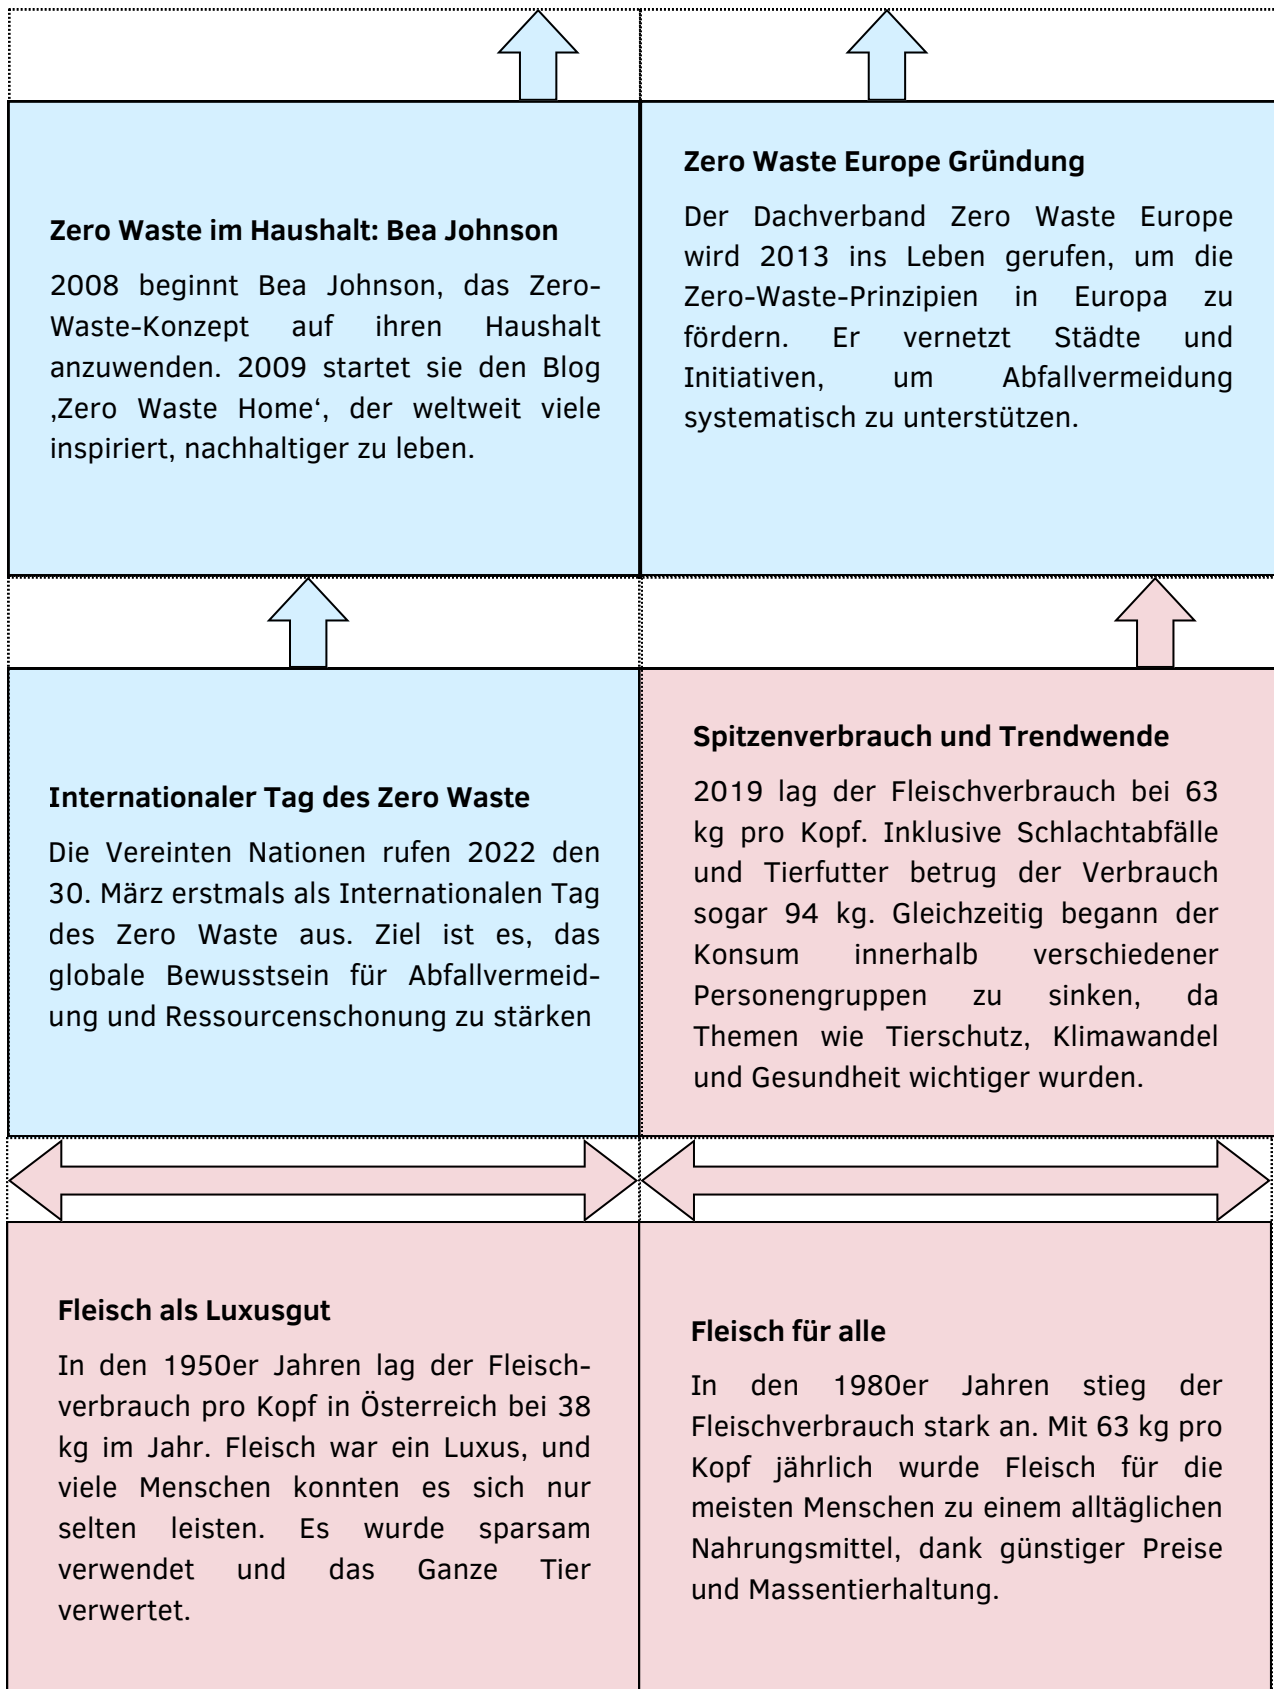 Zero Waste im Haushalt: Bea Johnson
2008 beginnt Bea Johnson, das Zero-
Waste-Konzept auf ihren Haushalt
anzuwenden. 2009 startet sie den Blog
‚Zero Waste Home‘, der weltweit viele
inspiriert, nachhaltiger zu leben.
Zero Waste Europe Gründung
Der Dachverband Zero Waste Europe
wird 2013 ins Leben gerufen, um die
Zero-Waste-Prinzipien in Europa zu
fördern. Er vernetzt Städte und
Initiativen, um Abfallvermeidung
systematisch zu unterstützen.
Internationaler Tag des Zero Waste
Die Vereinten Nationen rufen 2022 den
30. März erstmals als Internationalen Tag
des Zero Waste aus. Ziel ist es, das
globale Bewusstsein für Abfallvermeid-
ung und Ressourcenschonung zu stärken
Spitzenverbrauch und Trendwende
2019 lag der Fleischverbrauch bei 63
kg pro Kopf. Inklusive Schlachtabfälle
und Tierfutter betrug der Verbrauch
sogar 94 kg. Gleichzeitig begann der
Konsum innerhalb verschiedener
Personengruppen zu sinken, da
Themen wie Tierschutz, Klimawandel
und Gesundheit wichtiger wurden.
Fleisch als Luxusgut
In den 1950er Jahren lag der Fleisch-
verbrauch pro Kopf in Österreich bei 38
kg im Jahr. Fleisch war ein Luxus, und
viele Menschen konnten es sich nur
selten leisten. Es wurde sparsam
verwendet und das Ganze Tier
verwertet.
Fleisch für alle
In den 1980er Jahren stieg der
Fleischverbrauch stark an. Mit 63 kg pro
Kopf jährlich wurde Fleisch für die
meisten Menschen zu einem alltäglichen
Nahrungsmittel, dank günstiger Preise
und Massentierhaltung.